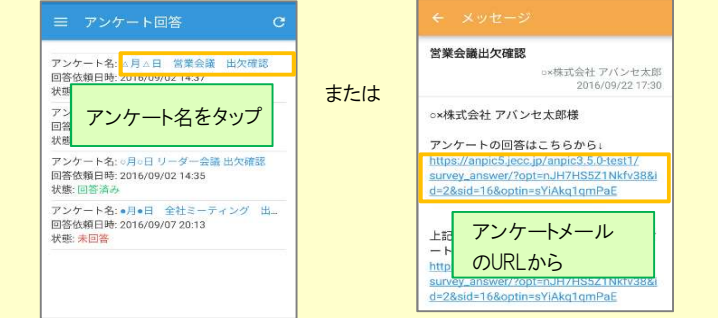 アンケート回答
アンケート名: △月△日 営業会議 出欠確認
回答依頼日時: 2016/09/02 14:37
状態
アンケート名をタップ
アン
回答
状態
アンケート名: ○月○日 リーダー会議 出欠確認
回答依頼日時: 2016/09/02 14:35
状態: 回答済み
アンケート名: ●月●日 全社ミーティング 出...
回答依頼日時: 2016/09/07 20:13
状態: 未回答
または
メッセージ
営業会議出欠確認
○×株式会社 アバンセ太郎
2016/09/22 17:30
○×株式会社 アバンセ太郎様
アンケートの回答はこちらから↓
https://anpic5.jecc.jp/anpic3.5.0-test1/
survey_answer/?opt=nJH7HS5Z1Nkfv38&i
d=2&sid=16&optin=sYiAkq1qmPaE
アンケートメール
のURLから
上記
ート
http
survey_answer/?opt=nJH7HS5Z1Nkfv38&i
d=2&sid=16&optin=sYiAkq1qmPaE